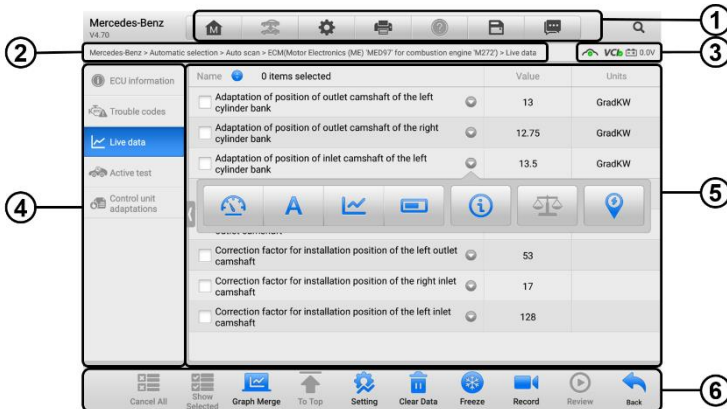 Mercedes-Benz
V4.70
M
1
2
Mercedes-Benz > Automatic selection > Auto scan > ECM(Motor Electronics (ME) 'MED97' for combustion engine 'M272') > Live data
VCI 0.0V
3
ECU information
Trouble codes
Live data
Active test
Control unit
adaptations
4
Name 0 items selected Value Units
Adaptation of position of outlet camshaft of the left
cylinder bank
13 GradKW
Adaptation of position of outlet camshaft of the right
cylinder bank
12.75 GradKW
Adaptation of position of inlet camshaft of the left
cylinder bank
13.5 GradKW
A
5
outlet camshaft
Correction factor for installation position of the left outlet
camshaft
53
Correction factor for installation position of the right inlet
camshaft
17
Correction factor for installation position of the left inlet
camshaft
128
Cancel All
Show
Selected
Graph Merge
To Top
Setting
Clear Data
Freeze
Record
Review
Back
6